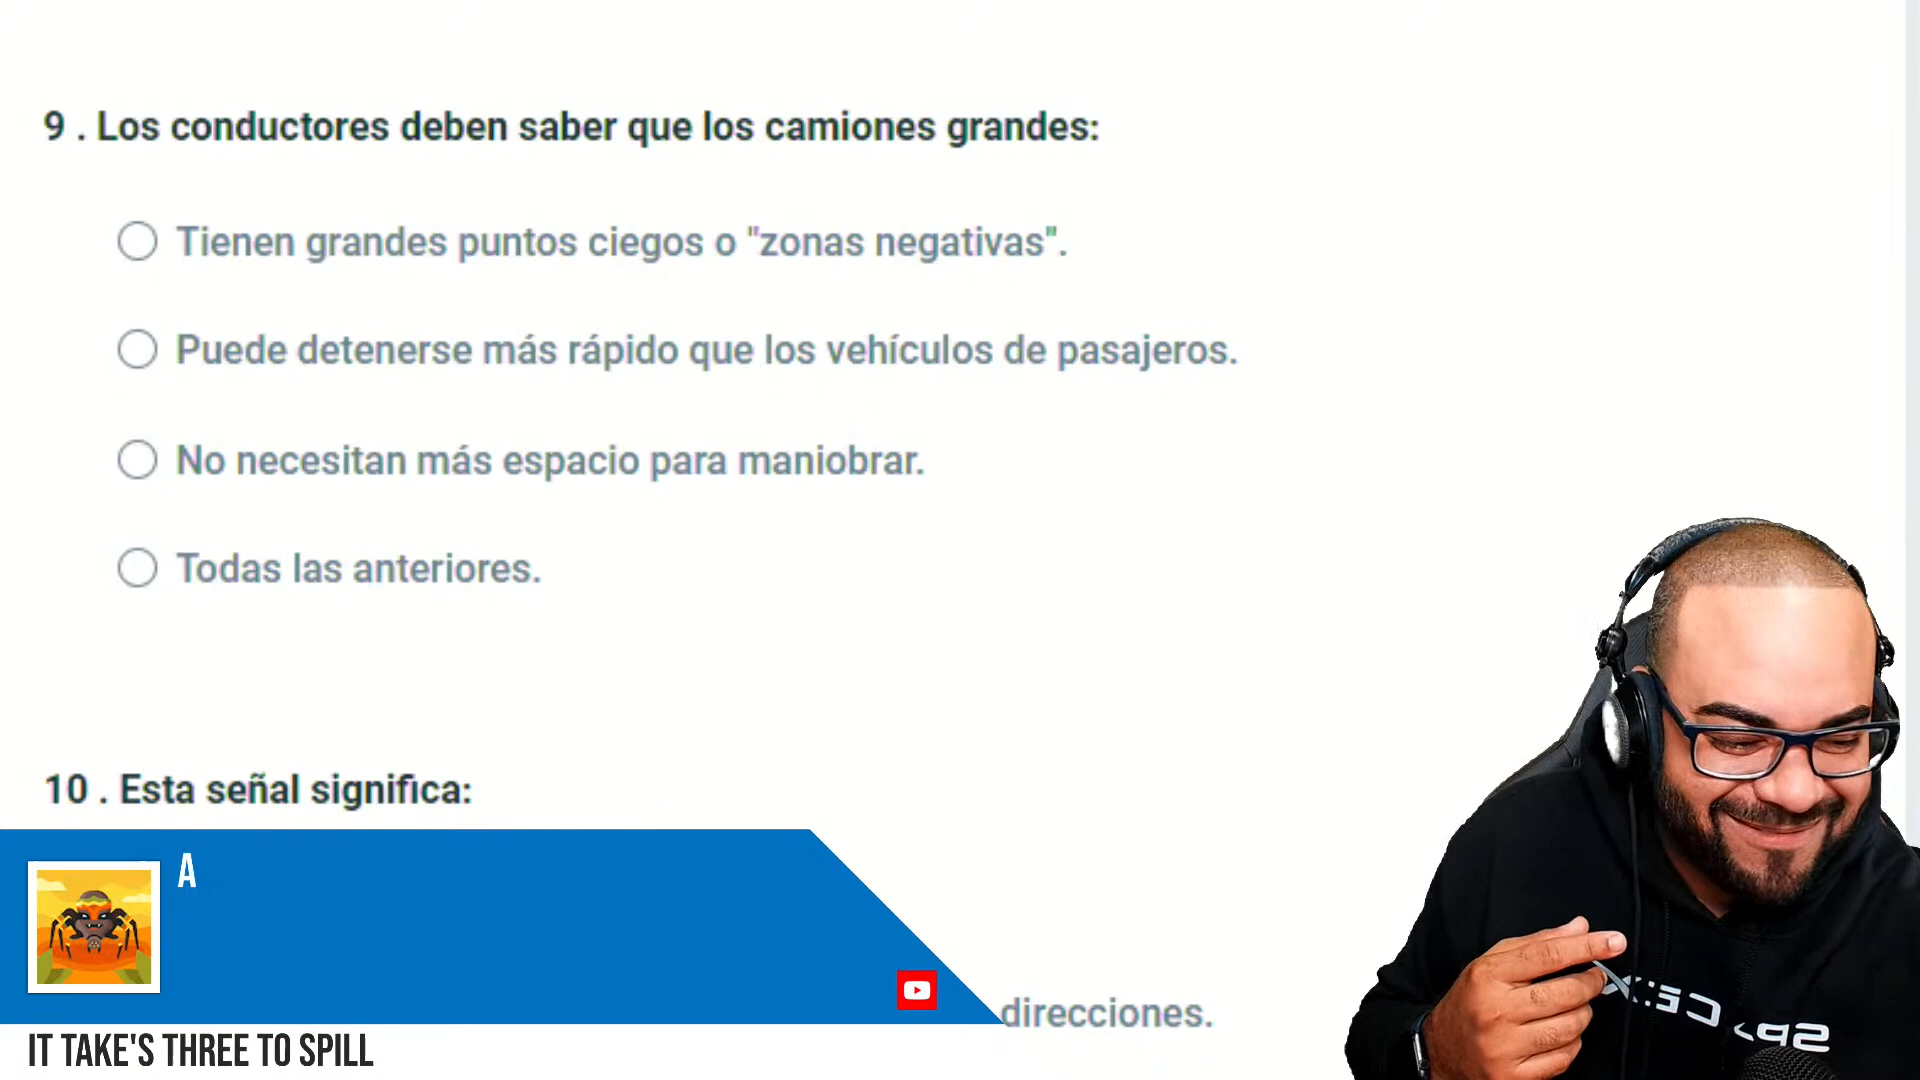 9 . Los conductores deben saber que los camiones grandes:
Tienen grandes puntos ciegos o "zonas negativas".
Puede detenerse más rápido que los vehículos de pasajeros.
No necesitan más espacio para maniobrar.
Todas las anteriores.
10 . Esta señal significa:
A
direcciones.
IT TAKE'S THREE TO SPILL